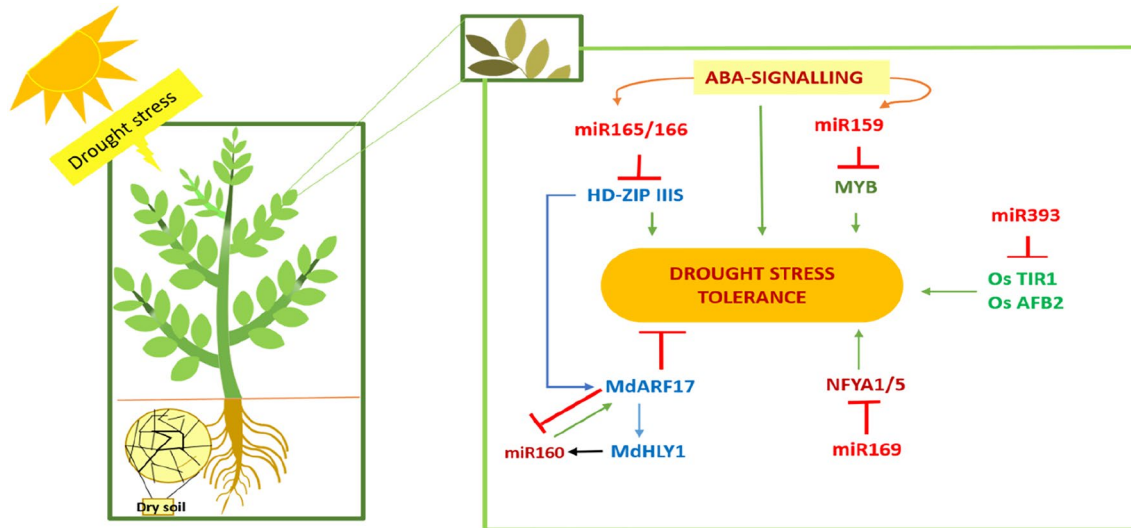 Drought stress
Dry soil
ABA-SIGNALLING
miR165/166
miR159
HD-ZIP IIIS
MYB
miR393
DROUGHT STRESS
TOLERANCE
Os TIR1
Os AFB2
MdARF17
NFYA1/5
miR160
MdHLY1
miR169